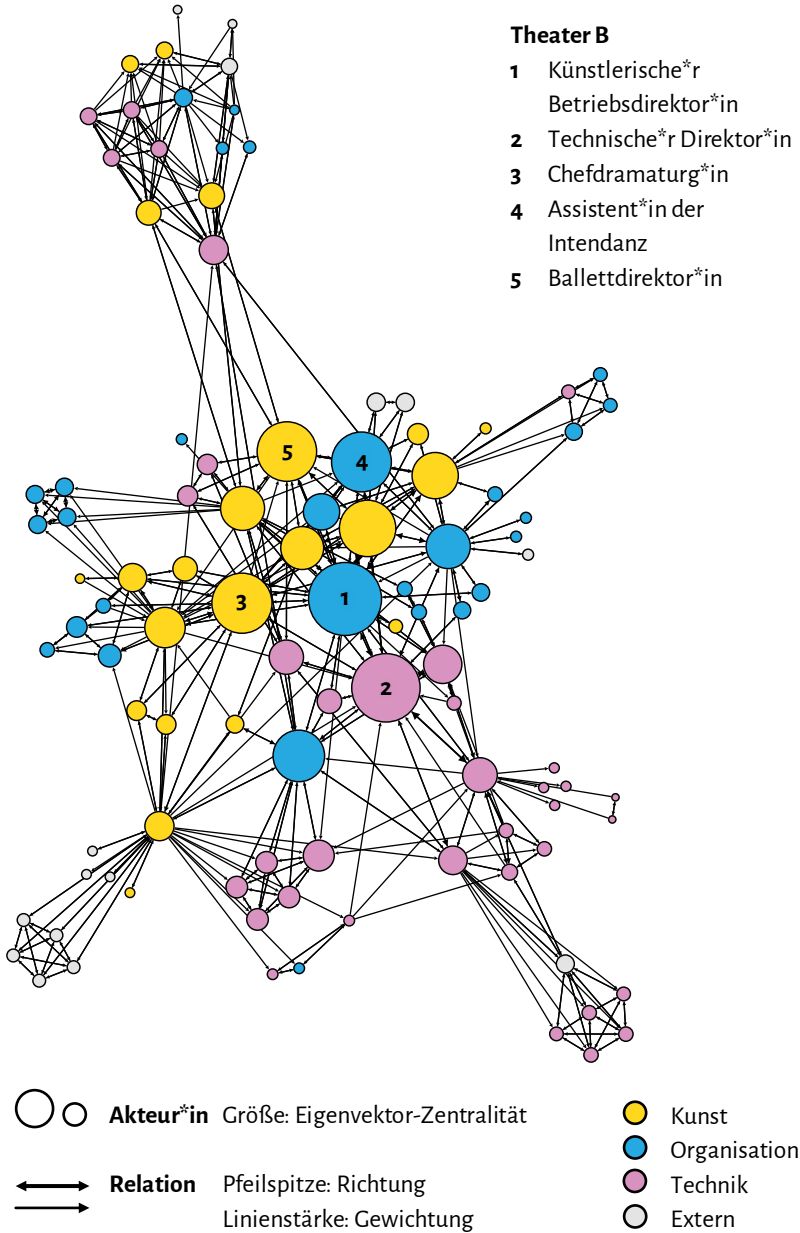 Theater B
1 Künstlerische*r
Betriebsdirektor*in
2 Technische*r Direktor*in
3 Chefdramaturg*in
4 Assistent*in der
Intendanz
5 Ballettdirektor*in
5
4
3
1
2
Akteur*in Größe: Eigenvektor-Zentralität
Relation Pfeilspitze: Richtung
Linienstärke: Gewichtung
Kunst
Organisation
Technik
Extern